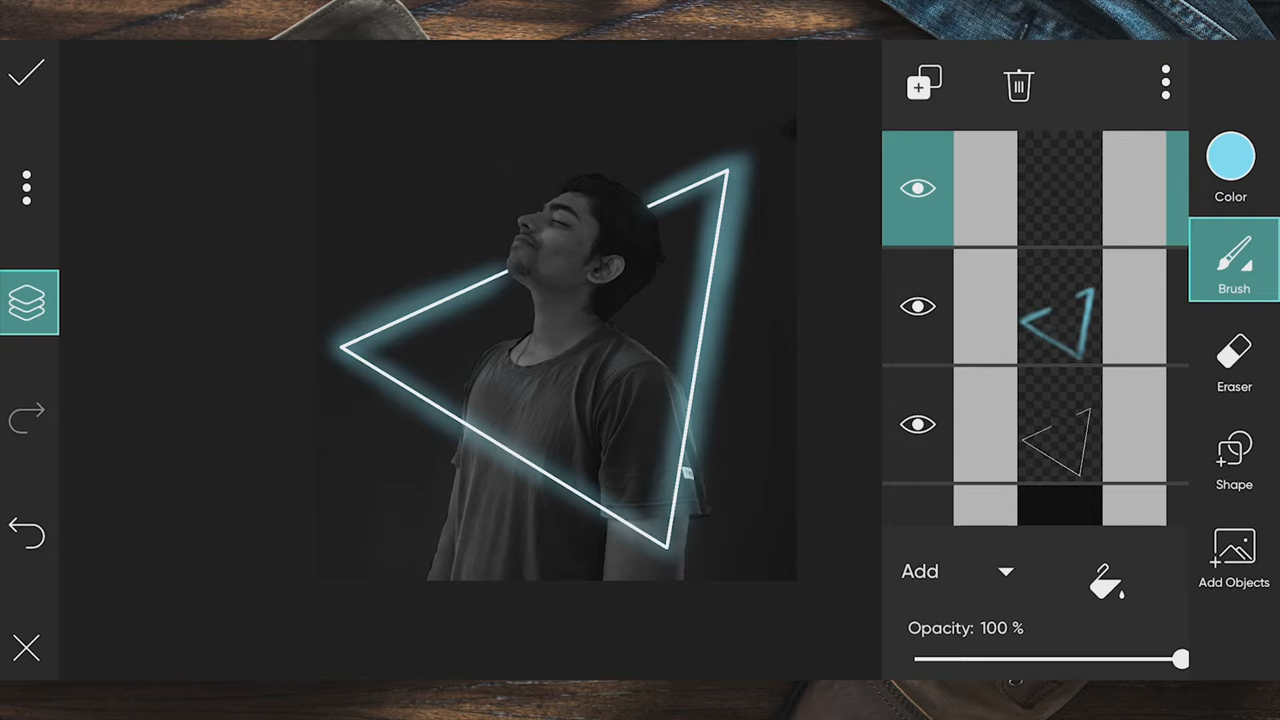 Color
Brush
Eraser
Shape
Add Objects
Add
Opacity: 100 %